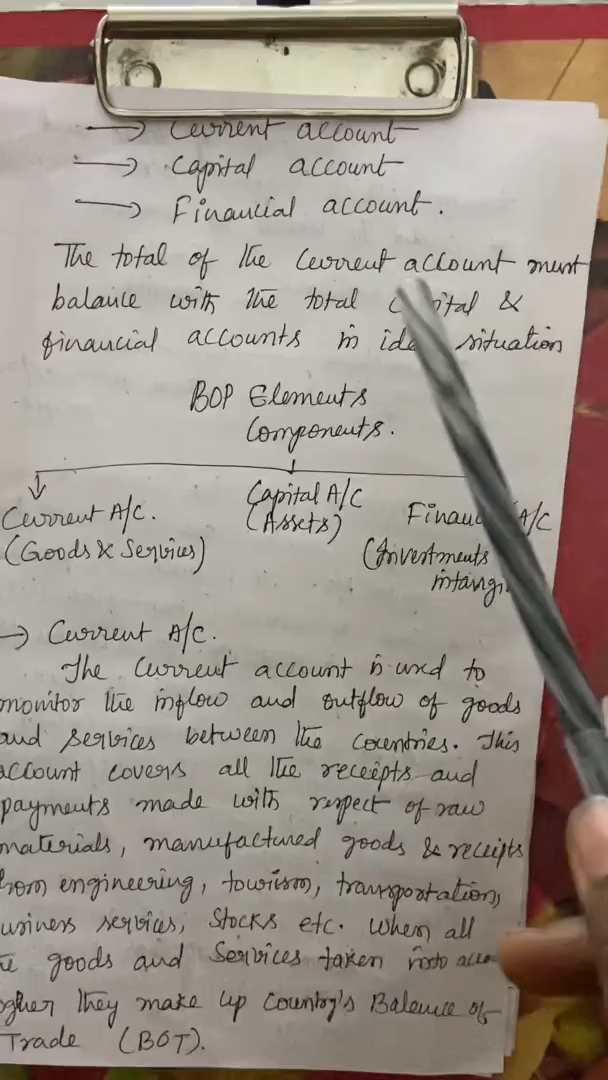 → Current account
→ Capital account
→ Financial account.
The total of the current account must
balance with the total & 
financial accounts in situation
BOP Elements
Components.
Current A/C. Capital A/C A/C
(Goods & Services) (Assets) (Investments
→ Current A/C.
The current account is used to
monitor the inflow and outflow of goods
and services between the countries. This
account covers all the receipts and
payments made with respect of raw
materials, manufactured goods & receipts
from engineering, tourism, transportation,
business services, stocks etc. When all
goods and services taken into
they make up country's Balance of
Trade (BOT).